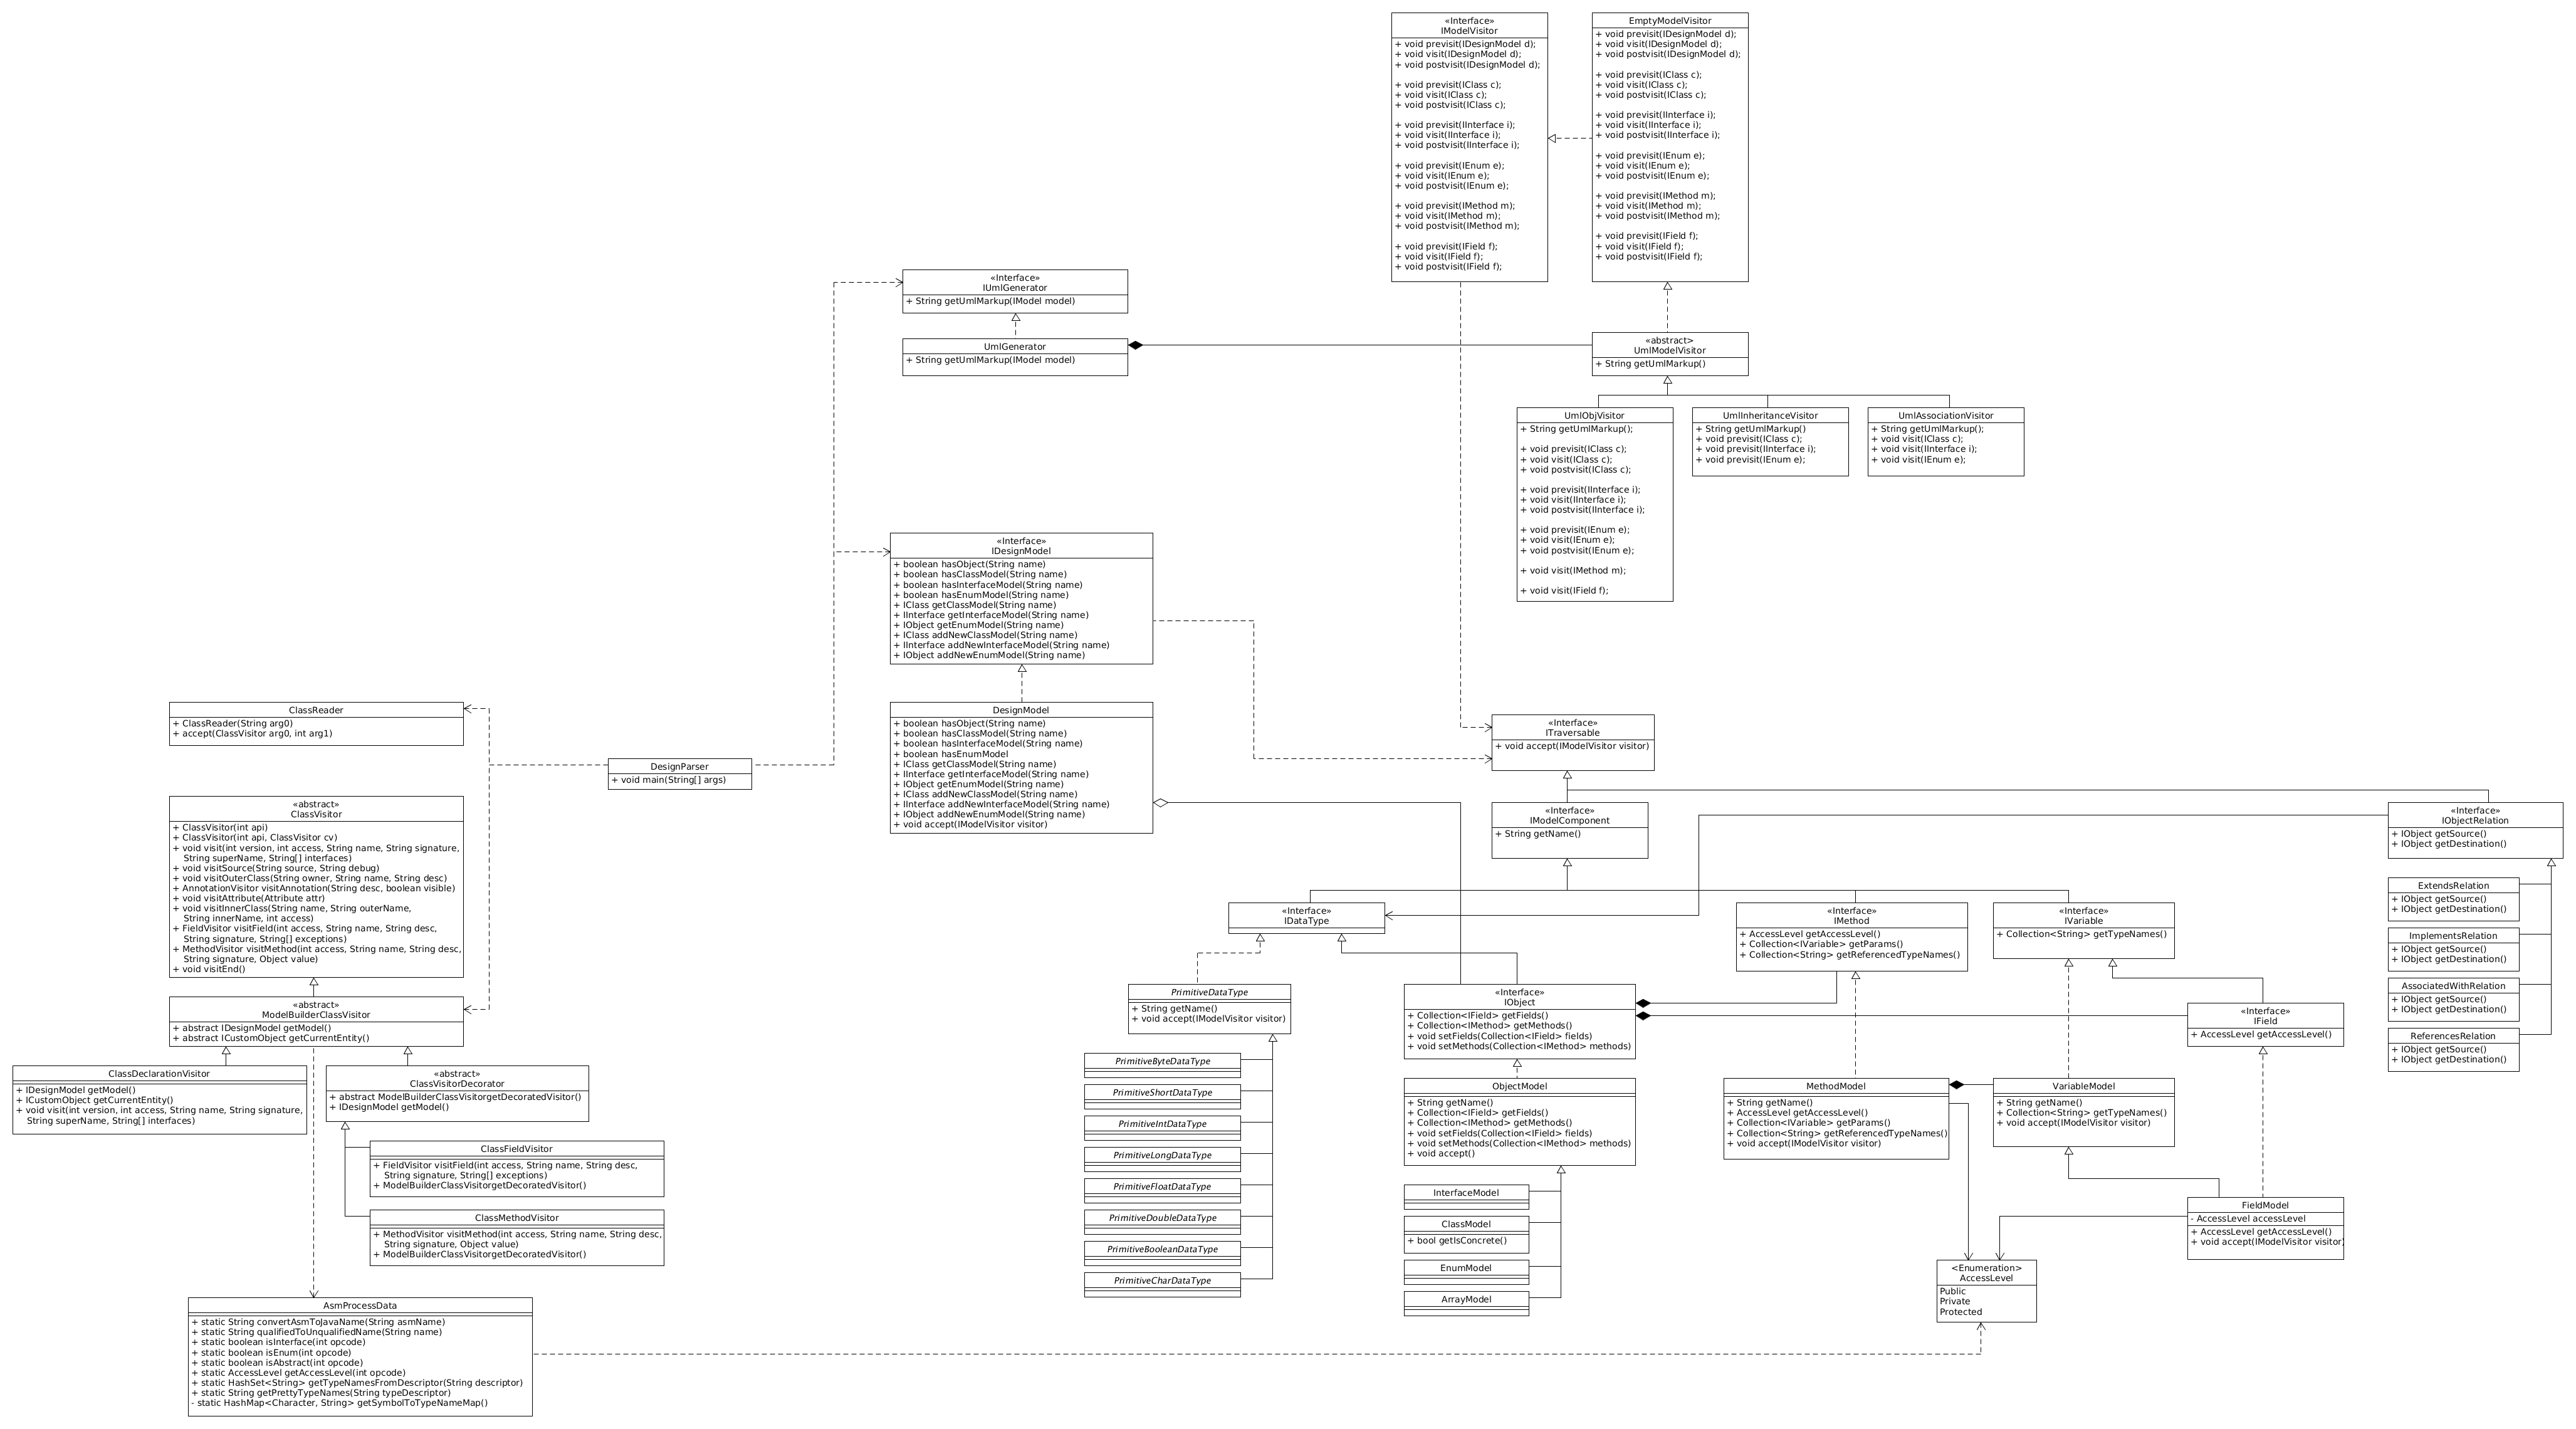 «Interface»
IModelVisitor
+ void previsit(IDesignModel d);
+ void visit(IDesignModel d);
+ void postvisit(IDesignModel d);
+ void previsit(IClass c);
+ void visit(IClass c);
+ void postvisit(IClass c);
+ void previsit(IInterface i);
+ void visit(IInterface i);
+ void postvisit(IInterface i);
+ void previsit(IEnum e);
+ void visit(IEnum e);
+ void postvisit(IEnum e);
+ void previsit(IMethod m);
+ void visit(IMethod m);
+ void postvisit(IMethod m);
+ void previsit(IField f);
+ void visit(IField f);
+ void postvisit(IField f);
EmptyModelVisitor
+ void previsit(IDesignModel d);
+ void visit(IDesignModel d);
+ void postvisit(IDesignModel d);
+ void previsit(IClass c);
+ void visit(IClass c);
+ void postvisit(IClass c);
+ void previsit(IInterface i);
+ void visit(IInterface i);
+ void postvisit(IInterface i);
+ void previsit(IEnum e);
+ void visit(IEnum e);
+ void postvisit(IEnum e);
+ void previsit(IMethod m);
+ void visit(IMethod m);
+ void postvisit(IMethod m);
+ void previsit(IField f);
+ void visit(IField f);
+ void postvisit(IField f);
«Interface»
IUmlGenerator
+ String getUmlMarkup(IModel model)
UmlGenerator
+ String getUmlMarkup(IModel model)
«abstract>
UmlModelVisitor
+ String getUmlMarkup()
UmlObjVisitor
+ String getUmlMarkup();
+ void previsit(IClass c);
+ void visit(IClass c);
+ void postvisit(IClass c);
+ void previsit(IInterface i);
+ void visit(IInterface i);
+ void postvisit(IInterface i);
+ void previsit(IEnum e);
+ void visit(IEnum e);
+ void postvisit(IEnum e);
+ void visit(IMethod m);
+ void visit(IField f);
UmlInheritanceVisitor
+ String getUmlMarkup()
+ void previsit(IClass c);
+ void previsit(IInterface i);
+ void previsit(IEnum e);
UmlAssociationVisitor
+ String getUmlMarkup();
+ void visit(IClass c);
+ void visit(IInterface i);
+ void visit(IEnum e);
«Interface»
IDesignModel
+ boolean hasObject(String name)
+ boolean hasClassModel(String name)
+ boolean hasInterfaceModel(String name)
+ boolean hasEnumModel(String name)
+ IClass getClassModel(String name)
+ IInterface getInterfaceModel(String name)
+ IObject getEnumModel(String name)
+ IClass addNewClassModel(String name)
+ IInterface addNewInterfaceModel(String name)
+ IObject addNewEnumModel(String name)
DesignModel
+ boolean hasObject(String name)
+ boolean hasClassModel(String name)
+ boolean hasInterfaceModel(String name)
+ boolean hasEnumModel
+ IClass getClassModel(String name)
+ IInterface getInterfaceModel(String name)
+ IObject getEnumModel(String name)
+ IClass addNewClassModel(String name)
+ IInterface addNewInterfaceModel(String name)
+ IObject addNewEnumModel(String name)
+ void accept(IModelVisitor visitor)
ClassReader
+ ClassReader(String arg0)
+ accept(ClassVisitor arg0, int arg1)
DesignParser
+ void main(String[] args)
«abstract»
ClassVisitor
+ ClassVisitor(int api)
+ ClassVisitor(int api, ClassVisitor cv)
+ void visit(int version, int access, String name, String signature,
String superName, String[] interfaces)
+ void visitSource(String source, String debug)
+ void visitOuterClass(String owner, String name, String desc)
+ AnnotationVisitor visitAnnotation(String desc, boolean visible)
+ void visitAttribute(Attribute attr)
+ void visitInnerClass(String name, String outerName,
String innerName, int access)
+ FieldVisitor visitField(int access, String name, String desc,
String signature, String[] exceptions)
+ MethodVisitor visitMethod(int access, String name, String desc,
String signature, Object value)
+ void visitEnd()
«abstract»
ModelBuilderClassVisitor
+ abstract IDesignModel getModel()
+ abstract ICustomObject getCurrentEntity()
ClassDeclarationVisitor
+ IDesignModel getModel()
+ ICustomObject getCurrentEntity()
+ void visit(int version, int access, String name, String signature,
String superName, String[] interfaces)
«abstract»
ClassVisitorDecorator
+ abstract ModelBuilderClassVisitorgetDecoratedVisitor()
+ IDesignModel getModel()
ClassFieldVisitor
+ FieldVisitor visitField(int access, String name, String desc,
String signature, String[] exceptions)
+ ModelBuilderClassVisitorgetDecoratedVisitor()
ClassMethodVisitor
+ MethodVisitor visitMethod(int access, String name, String desc,
String signature, Object value)
+ ModelBuilderClassVisitorgetDecoratedVisitor()
AsmProcessData
+ static String convertAsmToJavaName(String asmName)
+ static String qualifiedToUnqualifiedName(String name)
+ static boolean isInterface(int opcode)
+ static boolean isEnum(int opcode)
+ static boolean isAbstract(int opcode)
+ static AccessLevel getAccessLevel(int opcode)
+ static HashSet<String> getTypeNamesFromDescriptor(String descriptor)
+ static String getPrettyTypeNames(String typeDescriptor)
- static HashMap<Character, String> getSymbolToTypeNameMap()
«Interface»
ITraversable
+ void accept(IModelVisitor visitor)
«Interface»
IModelComponent
+ String getName()
«Interface»
IObjectRelation
+ IObject getSource()
+ IObject getDestination()
ExtendsRelation
+ IObject getSource()
+ IObject getDestination()
ImplementsRelation
+ IObject getSource()
+ IObject getDestination()
AssociatedWithRelation
+ IObject getSource()
+ IObject getDestination()
ReferencesRelation
+ IObject getSource()
+ IObject getDestination()
«Interface»
IDataType
«Interface»
IMethod
+ AccessLevel getAccessLevel()
+ Collection<IVariable> getParams()
+ Collection<String> getReferencedTypeNames()
«Interface»
IVariable
+ Collection<String> getTypeNames()
PrimitiveDataType
+ String getName()
+ void accept(IModelVisitor visitor)
PrimitiveByteDataType
PrimitiveShortDataType
PrimitiveIntDataType
PrimitiveLongDataType
PrimitiveFloatDataType
PrimitiveDoubleDataType
PrimitiveBooleanDataType
PrimitiveCharDataType
«Interface»
IObject
+ Collection<IField> getFields()
+ Collection<IMethod> getMethods()
+ void setFields(Collection<IField> fields)
+ void setMethods(Collection<IMethod> methods)
ObjectModel
+ String getName()
+ Collection<IField> getFields()
+ Collection<IMethod> getMethods()
+ void setFields(Collection<IField> fields)
+ void setMethods(Collection<IMethod> methods)
+ void accept()
InterfaceModel
ClassModel
+ bool getIsConcrete()
EnumModel
ArrayModel
«Interface»
IField
+ AccessLevel getAccessLevel()
MethodModel
+ String getName()
+ AccessLevel getAccessLevel()
+ Collection<IVariable> getParams()
+ Collection<String> getReferencedTypeNames()
+ void accept(IModelVisitor visitor)
VariableModel
+ String getName()
+ Collection<String> getTypeNames()
+ void accept(IModelVisitor visitor)
FieldModel
- AccessLevel accessLevel
+ AccessLevel getAccessLevel()
+ void accept(IModelVisitor visitor)
<Enumeration>
AccessLevel
Public
Private
Protected